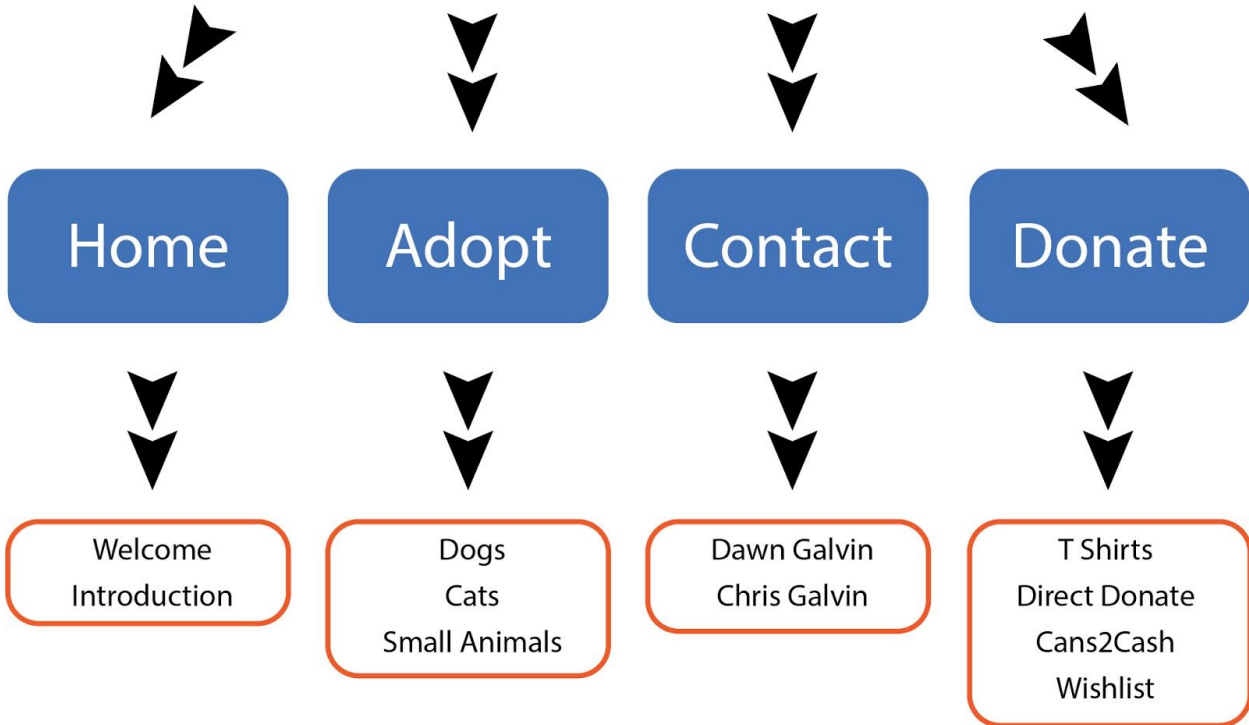 Home
Adopt
Contact
Donate
Welcome
Introduction
Dogs
Cats
Small Animals
Dawn Galvin
Chris Galvin
T Shirts
Direct Donate
Cans2Cash
Wishlist